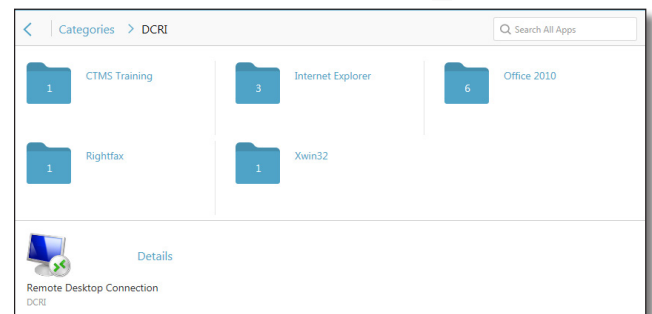 Categories > DCRI
Search All Apps
1 CTMS Training
3 Internet Explorer
6 Office 2010
1 Rightfax
1 Xwin32
Details
Remote Desktop Connection
DCRI